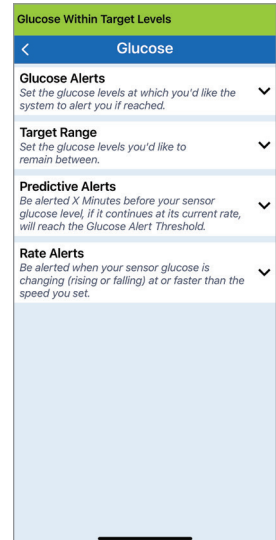 Glucose Within Target Levels
Glucose
Glucose Alerts
Set the glucose levels at which you'd like the
system to alert you if reached.
Target Range
Set the glucose levels you'd like to
remain between.
Predictive Alerts
Be alerted X Minutes before your sensor
glucose level, if it continues at its current rate,
will reach the Glucose Alert Threshold.
Rate Alerts
Be alerted when your sensor glucose is
changing (rising or falling) at or faster than the
speed you set.